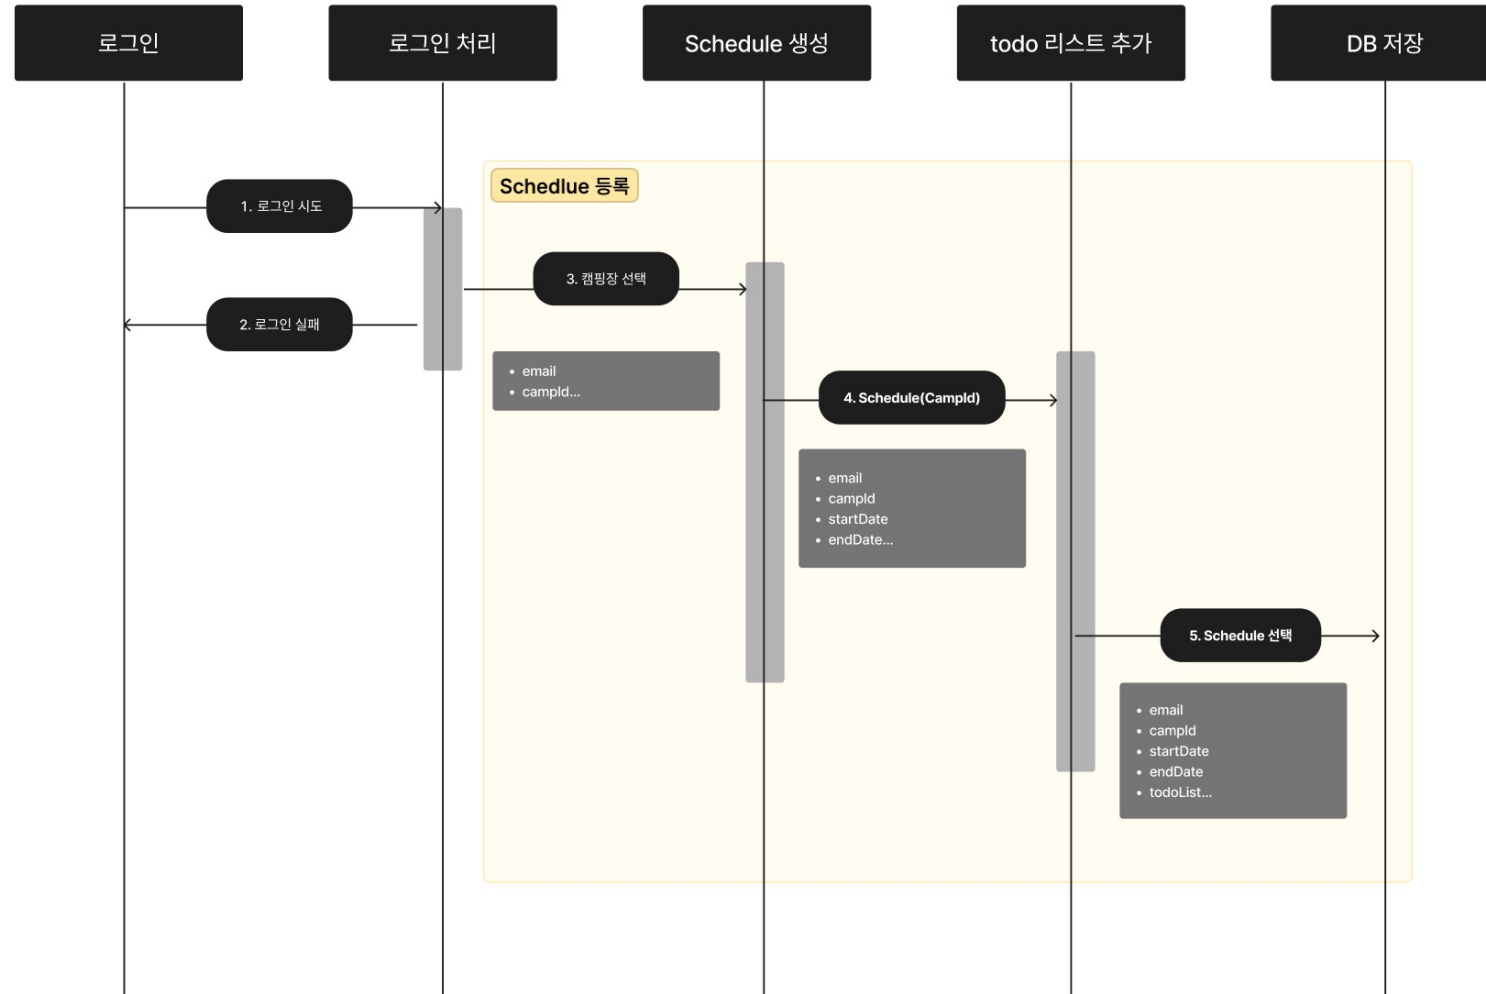 로그인
로그인 처리
Schedule 생성
todo 리스트 추가
DB 저장
Schedlue 등록
1. 로그인 시도
3. 캠핑장 선택
2. 로그인 실패
• email
• campId...
4. Schedule(CampId)
• email
• campId
• startDate
• endDate...
5. Schedule 선택
• email
• campId
• startDate
• endDate
• todoList...